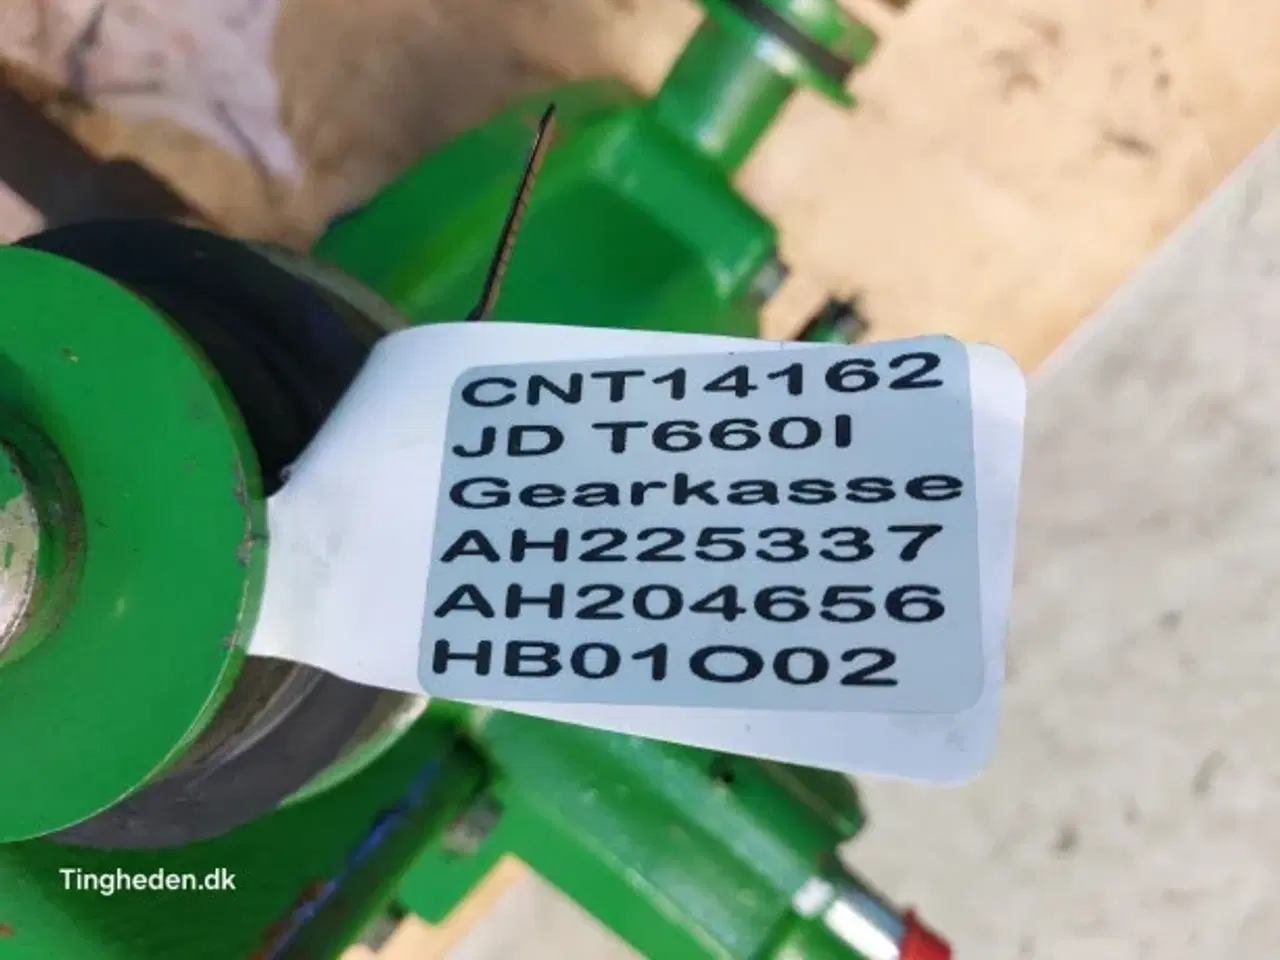 CNT14162
JD T660I
Gearkasse
AH225337
AH204656
HB01O02
Tingheden.dk